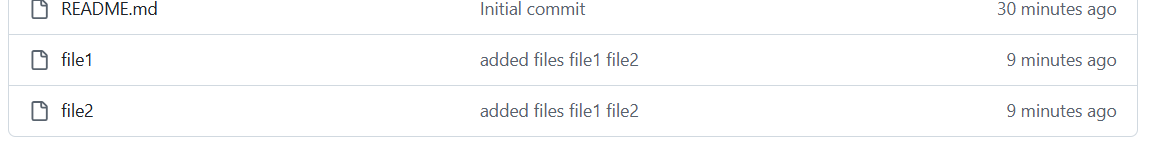 README.md Initial commit 30 minutes ago
file1 added files file1 file2 9 minutes ago
file2 added files file1 file2 9 minutes ago